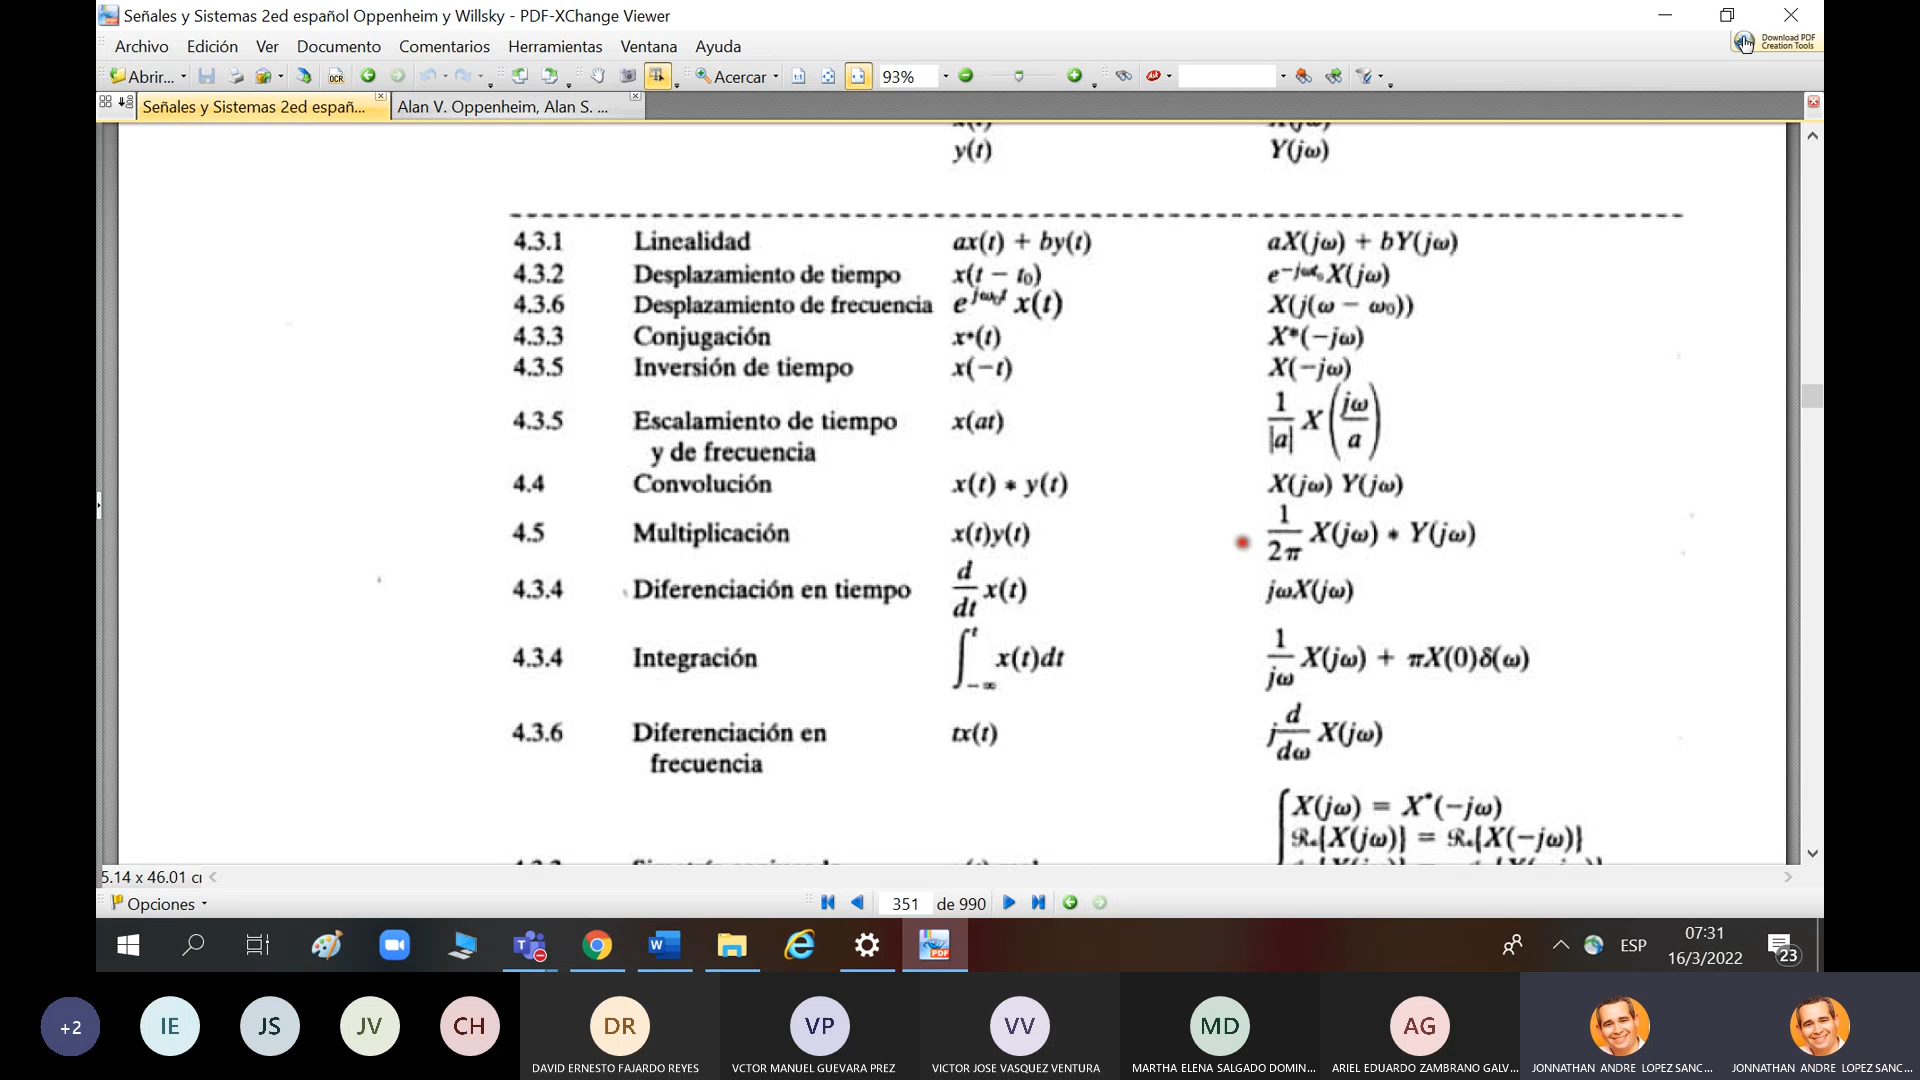 Señales y Sistemas 2ed español Oppenheim y Willsky - PDF-XChange Viewer
Archivo Edición Ver Documento Comentarios Herramientas Ventana Ayuda
Download PDF
Creation Tools
Abrir... OCR Acercar 93%
Señales y Sistemas 2ed españ... Alan V. Oppenheim, Alan S. ...
y(t) Y(jω)
4.3.1 Linealidad ax(t) + by(t) aX(jω) + bY(jω)
4.3.2 Desplazamiento de tiempo x(t − t₀) e^{−jωt₀}X(jω)
4.3.6 Desplazamiento de frecuencia e^{jω₀t} x(t) X(j(ω − ω₀))
4.3.3 Conjugación x*(t) X*(−jω)
4.3.5 Inversión de tiempo x(−t) X(−jω)
4.3.5 Escalamiento de tiempo x(at) 1/|a| X(jω/a)
y de frecuencia
4.4 Convolución x(t) * y(t) X(jω) Y(jω)
4.5 Multiplicación x(t)y(t) 1/2π X(jω) * Y(jω)
4.3.4 Diferenciación en tiempo d/dt x(t) jωX(jω)
4.3.4 Integración ∫_{−∞}^{t} x(t)dt 1/jω X(jω) + πX(0)δ(ω)
4.3.6 Diferenciación en tx(t) j d/dω X(jω)
frecuencia
X(jω) = X*(−jω)
ℛe{X(jω)} = ℛe{X(−jω)}
5.14 x 46.01 c
Opciones 351 de 990
ESP 07:31
16/3/2022 23
+2 IE JS JV CH DR VP VV MD AG
DAVID ERNESTO FAJARDO REYES VCTOR MANUEL GUEVARA PREZ VICTOR JOSE VASQUEZ VENTURA MARTHA ELENA SALGADO DOMIN... ARIEL EDUARDO ZAMBRANO GALV... JONNATHAN ANDRE LOPEZ SANC... JONNATHAN ANDRE LOPEZ SANC...